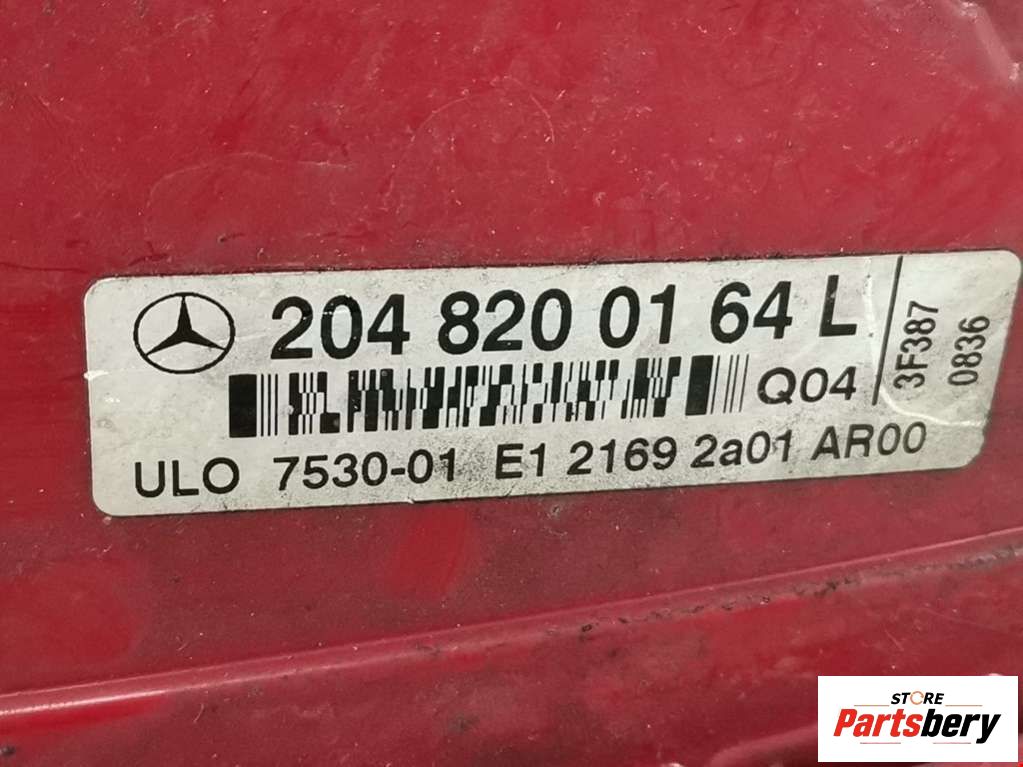 204 820 01 64 L
Q04
3F387
0836
ULO 7530-01 E1 2169 2a01 AR00
STORE
Partsbery